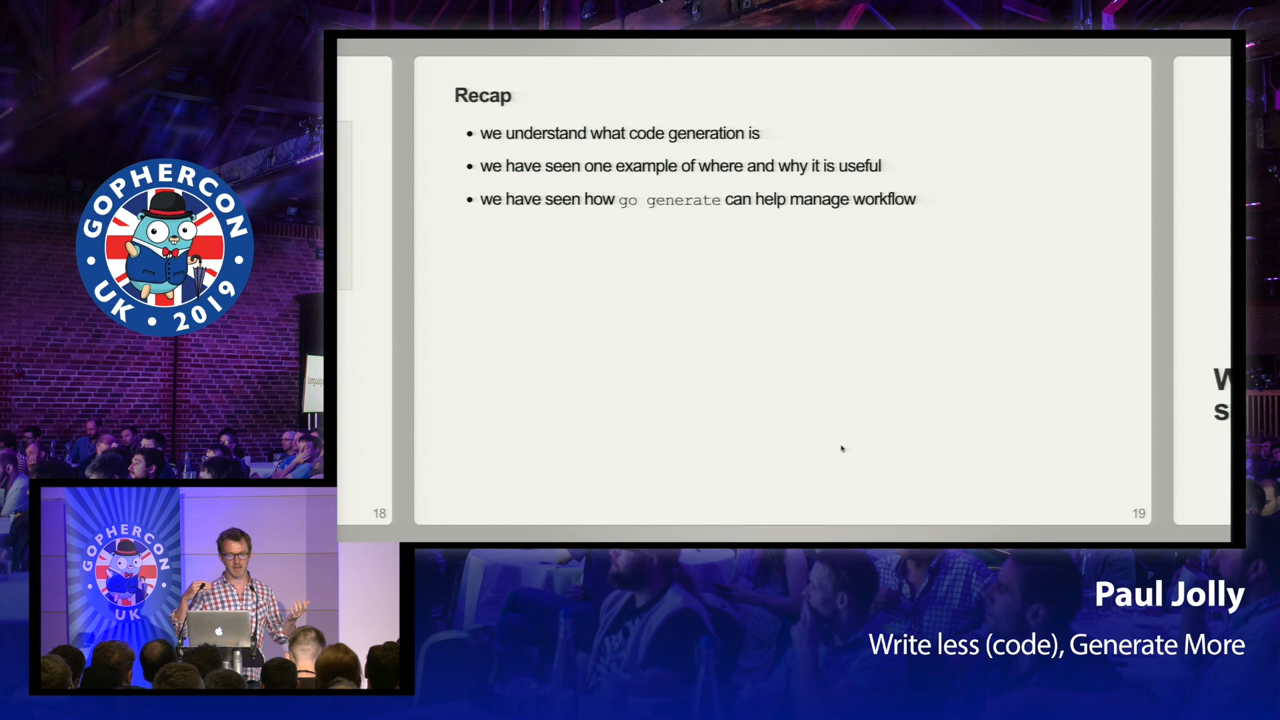 GOPHERCON
UK • 2019
Recap
• we understand what code generation is
• we have seen one example of where and why it is useful
• we have seen how go generate can help manage workflow
18
19
W
s
GOPHERCON
UK
Paul Jolly
Write less (code), Generate More